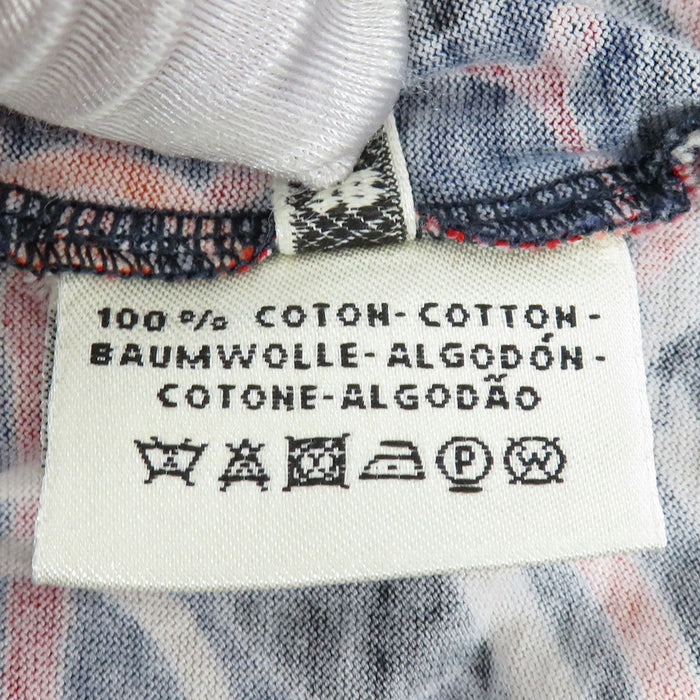 100 % COTON - COTTON -
BAUMWOLLE - ALGODÓN -
COTONE - ALGODÃO
P W